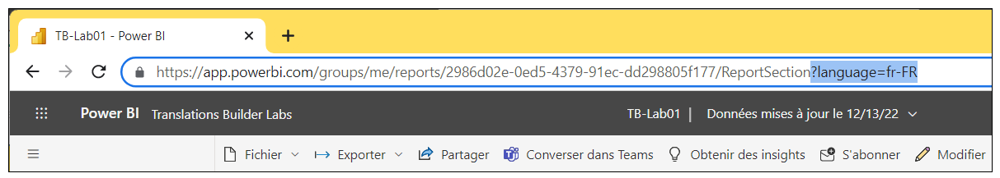 TB-Lab01 - Power BI
https://app.powerbi.com/groups/me/reports/2986d02e-0ed5-4379-91ec-dd298805f177/ReportSection?language=fr-FR
Power BI Translations Builder Labs TB-Lab01 | Données mises à jour le 12/13/22
Fichier Exporter Partager Converser dans Teams Obtenir des insights S'abonner Modifier